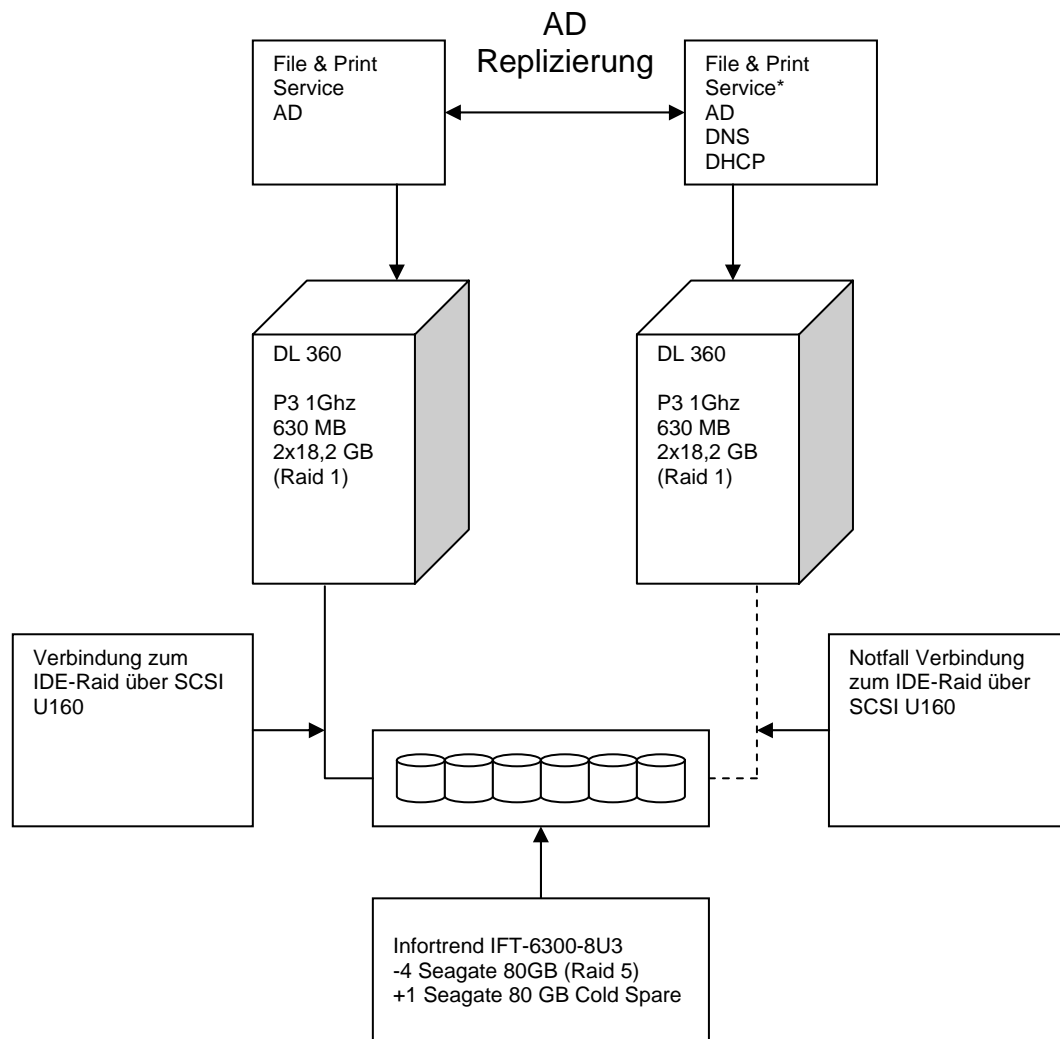 AD
Replizierung
File & Print
Service
AD
File & Print
Service*
AD
DNS
DHCP
DL 360
P3 1Ghz
630 MB
2x18,2 GB
(Raid 1)
DL 360
P3 1Ghz
630 MB
2x18,2 GB
(Raid 1)
Verbindung zum
IDE-Raid über SCSI
U160
Notfall Verbindung
zum IDE-Raid über
SCSI U160
Infortrend IFT-6300-8U3
-4 Seagate 80GB (Raid 5)
+1 Seagate 80 GB Cold Spare